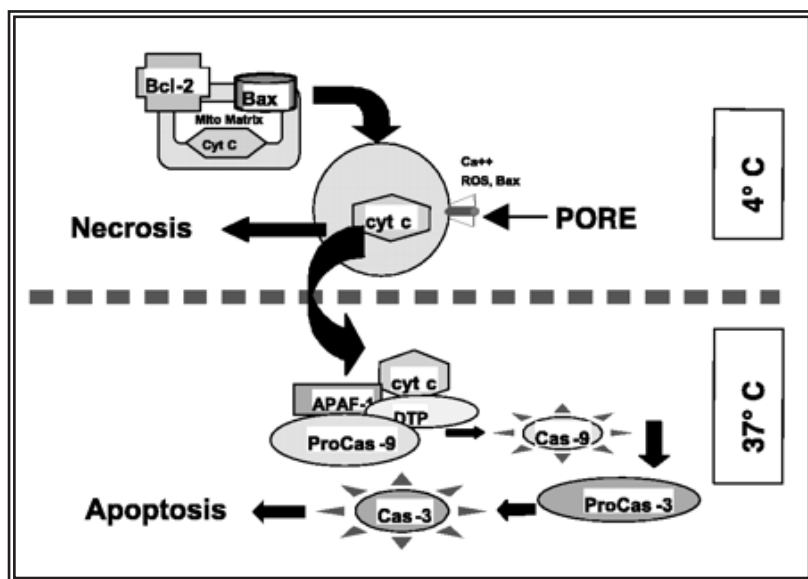 Bcl-2
Bax
Mito Matrix
Cyt C
Ca++
ROS, Bax
cyt c
PORE
Necrosis
4° C
cyt c
APAF-1
DTP
ProCas-9
Cas-9
37° C
ProCas-3
Cas-3
Apoptosis